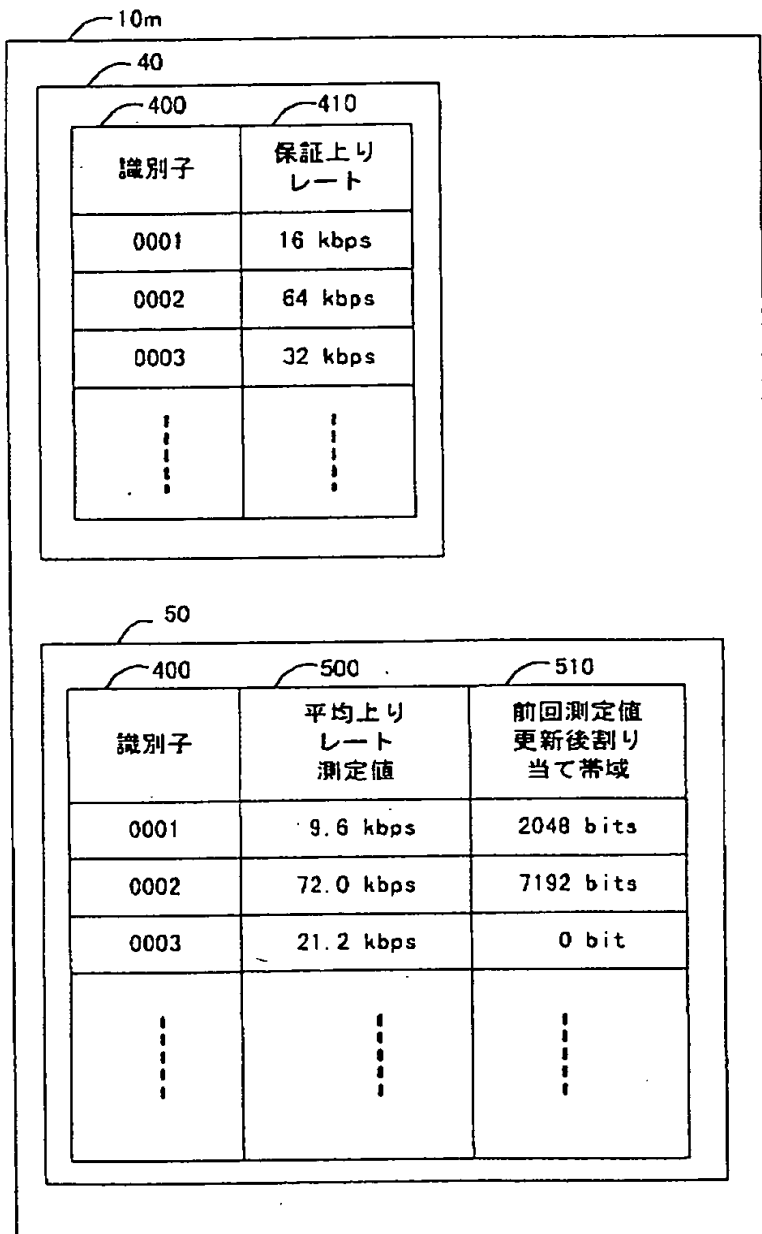 10m
40
400
410
識別子
保証上り
レート
0001
16 kbps
0002
64 kbps
0003
32 kbps
50
400
500
510
識別子
平均上り
レート
測定値
前回測定値
更新後割り
当て帯域
0001
9.6 kbps
2048 bits
0002
72.0 kbps
7192 bits
0003
21.2 kbps
0 bit